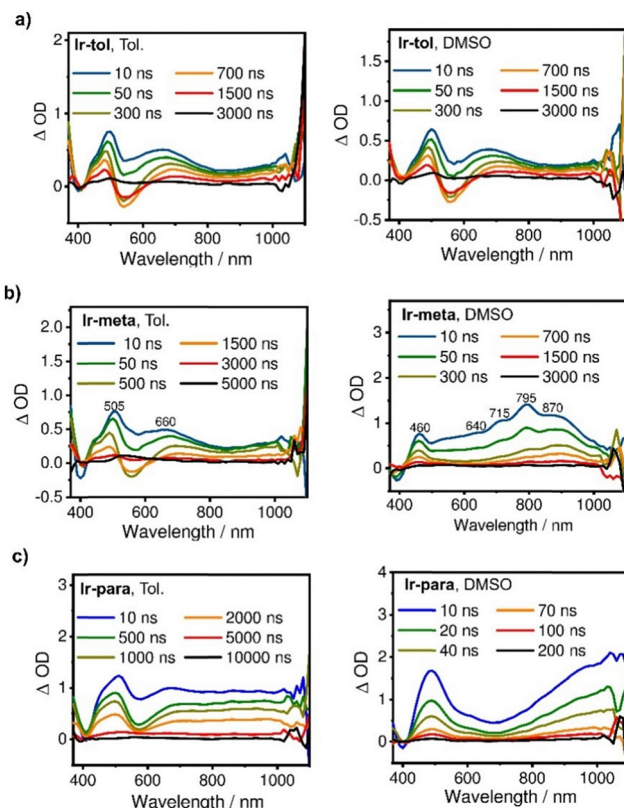 a)
Ir-tol, Tol.
10 ns 700 ns
50 ns 1500 ns
300 ns 3000 ns
Δ OD
2
1
0
400 600 800 1000
Wavelength / nm
Ir-tol, DMSO
10 ns 700 ns
50 ns 1500 ns
300 ns 3000 ns
Δ OD
1.5
1.0
0.5
0.0
-0.5
400 600 800 1000
Wavelength / nm
b)
Ir-meta, Tol.
10 ns 1500 ns
50 ns 3000 ns
500 ns 5000 ns
505
660
Δ OD
2.0
1.5
1.0
0.5
0.0
-0.5
400 600 800 1000
Wavelength / nm
Ir-meta, DMSO
10 ns 700 ns
50 ns 1500 ns
300 ns 3000 ns
460 640 715 795 870
Δ OD
3
2
1
0
400 600 800 1000
Wavelength / nm
c)
Ir-para, Tol.
10 ns 2000 ns
500 ns 5000 ns
1000 ns 10000 ns
Δ OD
3
2
1
0
400 600 800 1000
Wavelength / nm
Ir-para, DMSO
10 ns 70 ns
20 ns 100 ns
40 ns 200 ns
Δ OD
4
2
0
400 600 800 1000
Wavelength / nm